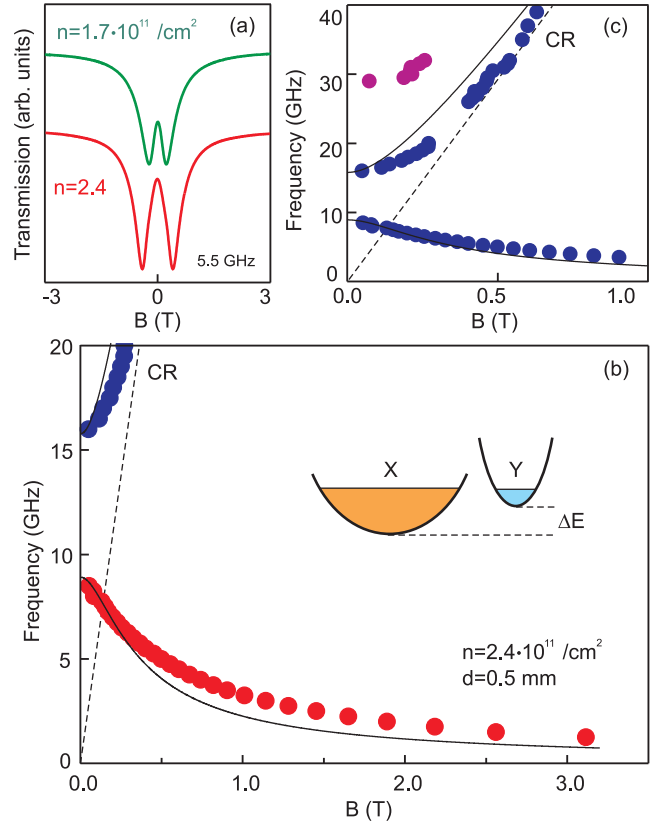 (a)
n=1.7·10¹¹ /cm²
n=2.4
5.5 GHz
Transmission (arb. units)
-3
0
3
B (T)
(c)
CR
40
30
20
10
0
Frequency (GHz)
0.0
0.5
1.0
B (T)
(b)
CR
20
15
10
5
0
Frequency (GHz)
X
Y
ΔE
n=2.4·10¹¹ /cm²
d=0.5 mm
0.0
1.0
2.0
3.0
B (T)